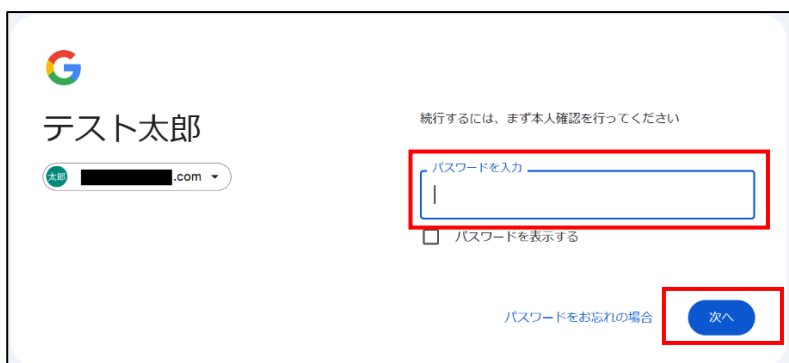 テスト太郎
太郎 .com
続行するには、まず本人確認を行ってください
パスワードを入力
パスワードを表示する
パスワードをお忘れの場合
次へ